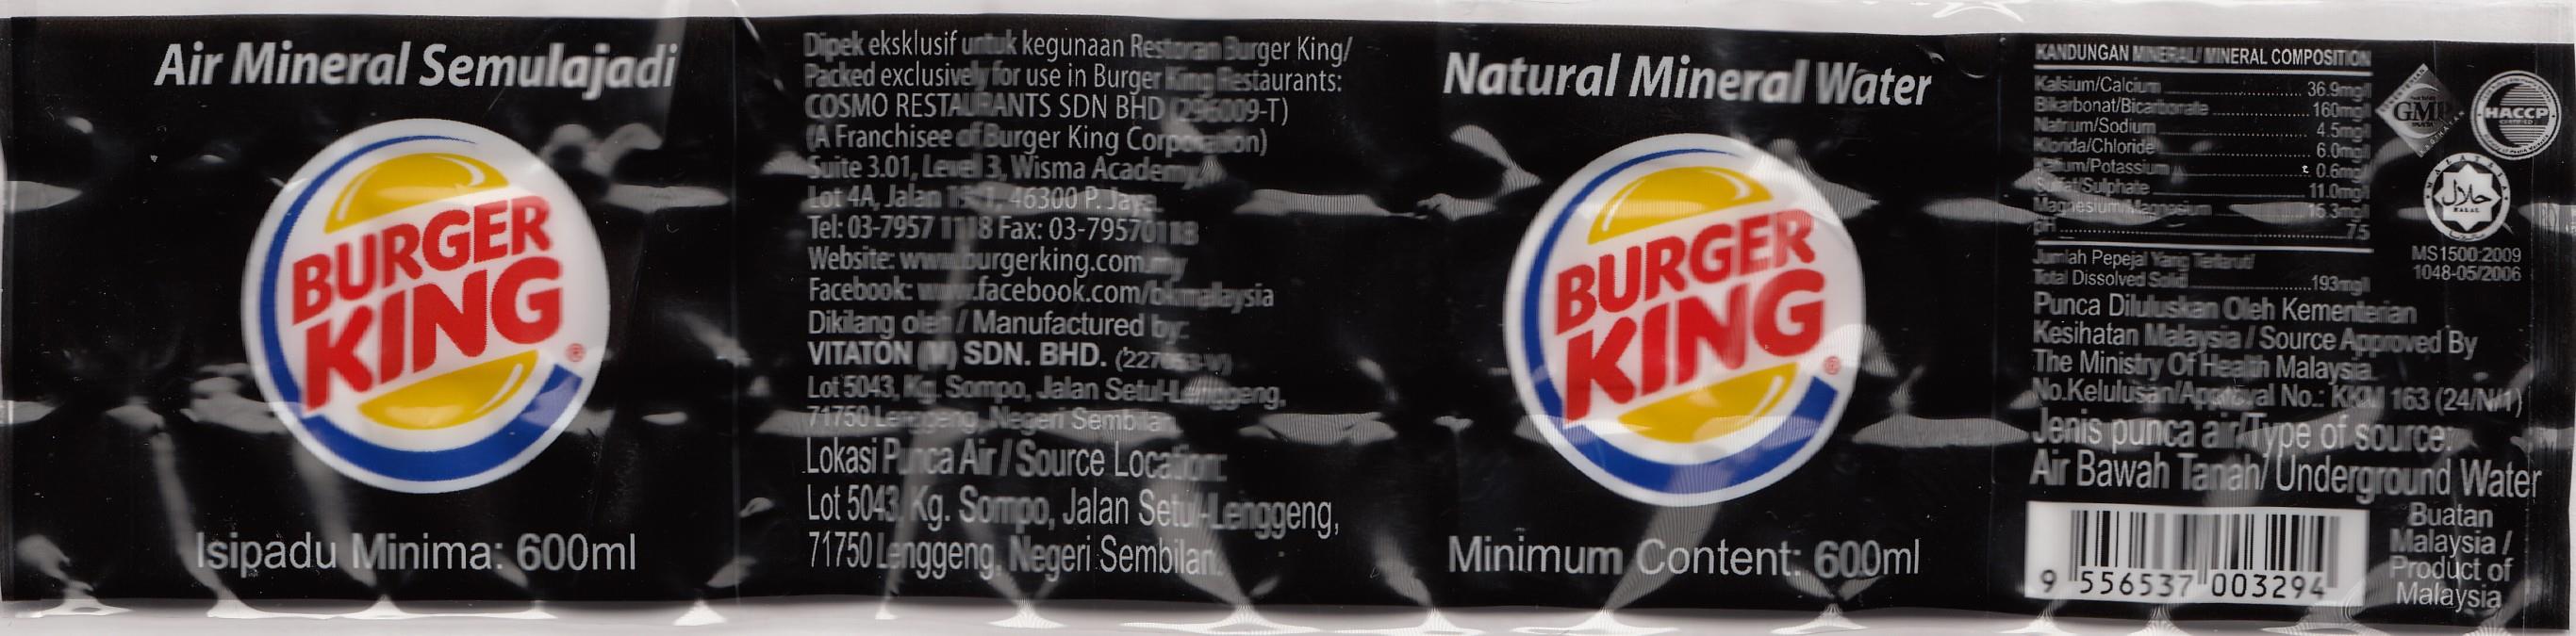 Air Mineral Semulajadi
BURGER
KING
®
Isipadu Minima: 600ml
Dipek eksklusif untuk kegunaan Restoran Burger King/
Packed exclusively for use in Burger King Restaurants:
COSMO RESTAURANTS SDN BHD (296009-T)
(A Franchisee of Burger King Corporation)
Suite 3.01, Level 3, Wisma Academy
Lot 4A, Jalan 46300 P. Jaya.
Tel: 03-7957 1118 Fax: 03-79570118
Website: www.burgerking.com.my
Facebook: www.facebook.com/bkmalaysia
Dikilang oleh / Manufactured by:
VITATON (M) SDN. BHD.
Lot 5043, Kg. Sompo, Jalan Setul-Lenggeng,
71750 Lenggeng, Negeri Sembilan
Lokasi Punca Air / Source Location:
Lot 5043, Kg. Sompo, Jalan Setul-Lenggeng,
71750 Lenggeng, Negeri Sembilan.
Natural Mineral Water
BURGER
KING
®
Minimum Content: 600ml
KANDUNGAN MINERAL/ MINERAL COMPOSITION
Kalsium/Calcium 36.9mg/l
Bikarbonat/Bicarbonate 160mg/l
Natrium/Sodium 4.5mg/l
Klorida/Chloride 6.0mg/l
Kalium/Potassium 0.6mg/l
Sulfat/Sulphate 11.0mg/l
Magnesium/Magnesium 15.3mg/l
pH 7.5
Jumlah Pepejal Yang Terlarut/
Total Dissolved Solid 193mg/l
GMP
HACCP
HALAL
حلال
MALAYSIA
MS1500:2009
1048-05/2006
Punca Diluluskan Oleh Kementerian
Kesihatan Malaysia / Source Approved By
The Ministry Of Health Malaysia.
No.Kelulusan/Approval No.: KKM 163 (24/N/1)
Jenis punca air/Type of source:
Air Bawah Tanah/ Underground Water
9 556537 003294
Buatan
Malaysia /
Product of
Malaysia